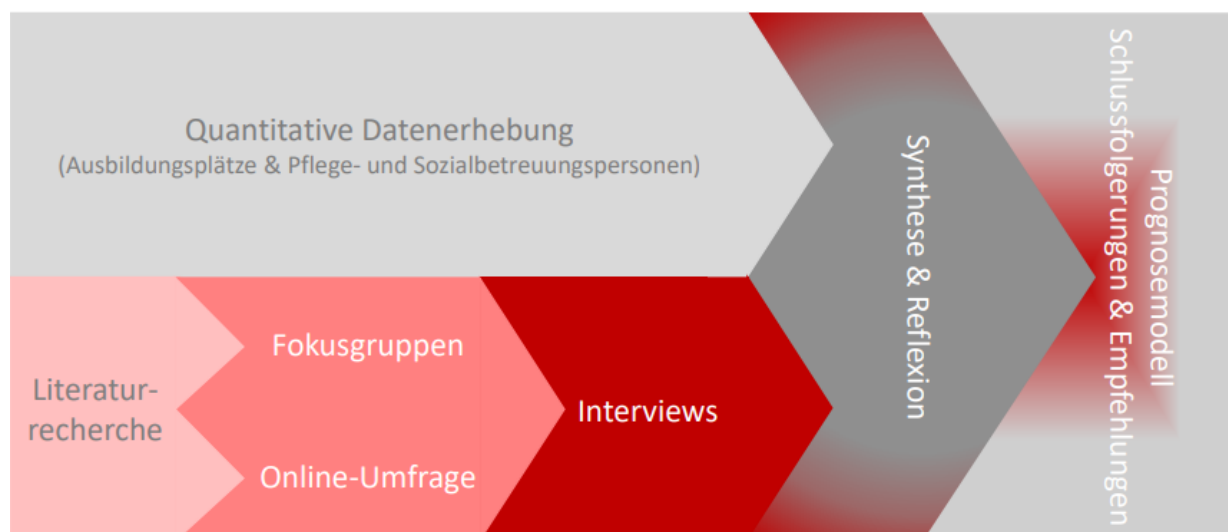 Quantitative Datenerhebung
(Ausbildungsplätze & Pflege- und Sozialbetreuungspersonen)
Literatur-
recherche
Fokusgruppen
Online-Umfrage
Interviews
Synthese & Reflexion
Schlussfolgerungen & Empfehlungen
Prognosemodell